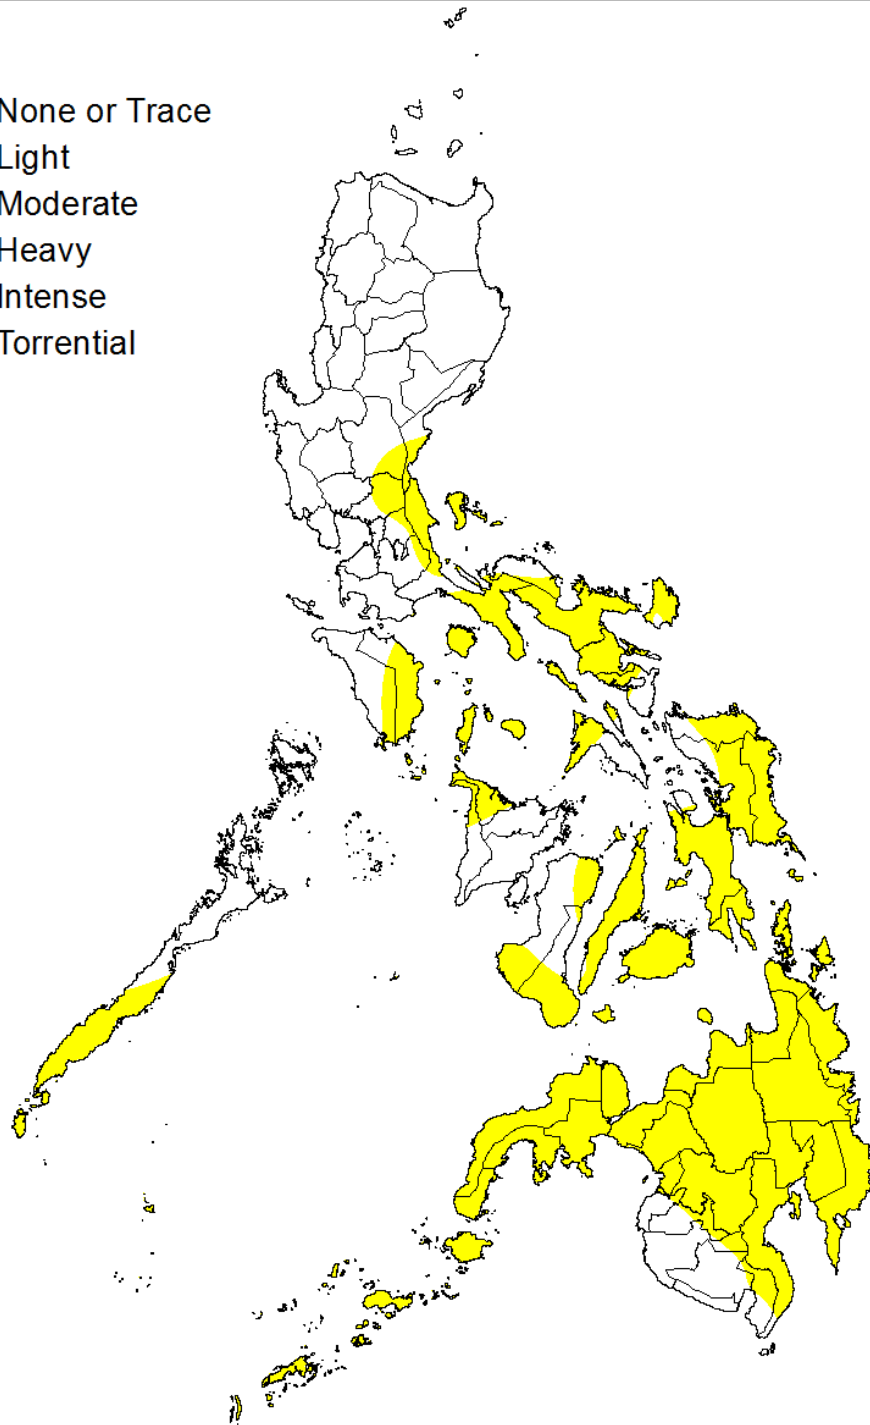 None or Trace
Light
Moderate
Heavy
Intense
Torrential